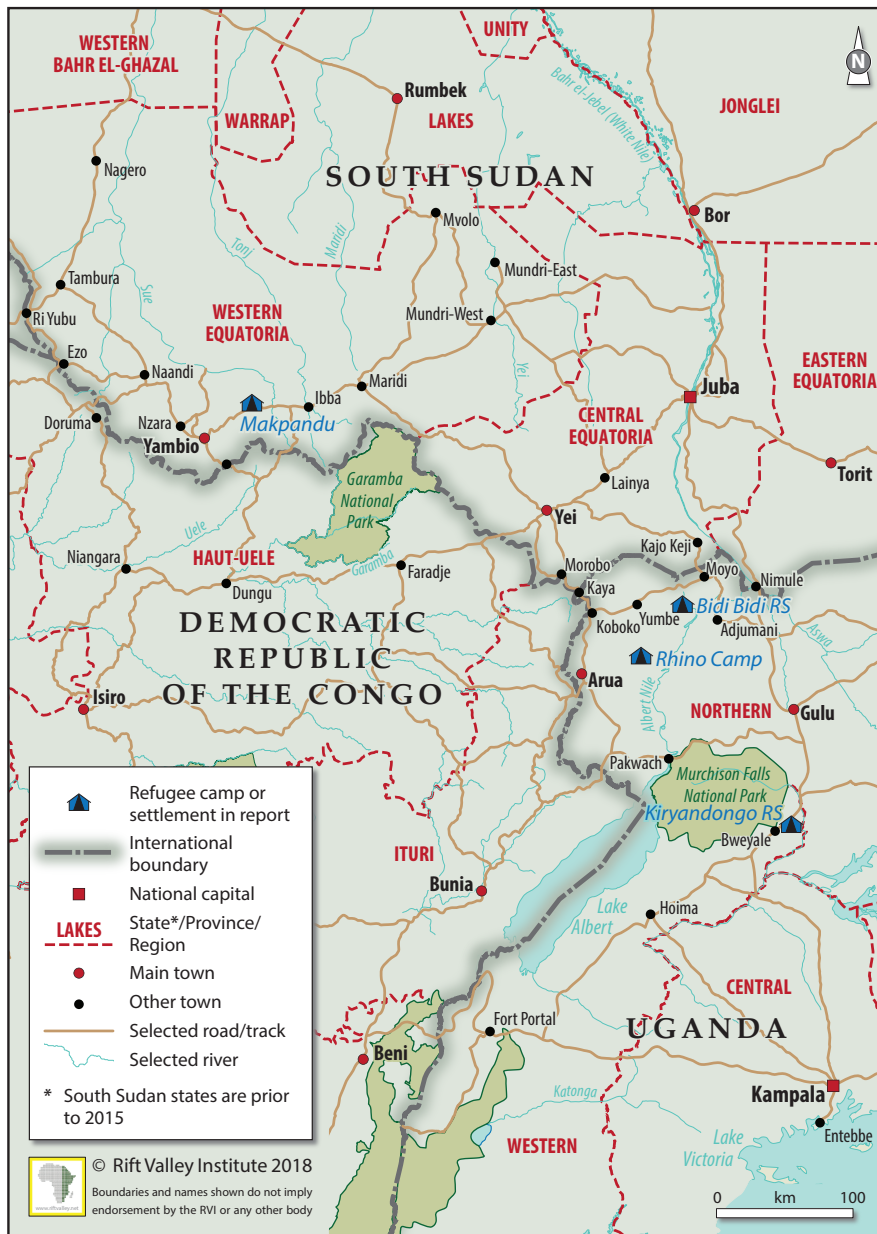 WESTERN
BAHR EL-GHAZAL
UNITY
N
Rumbek
WARRAP
LAKES
Bahr el-Jebel (White Nile)
JONGLEI
Nagero
SOUTH SUDAN
Mvolo
Bor
Tonj
Maridi
Sue
Mundri-East
Tambura
Ri Yubu
WESTERN
EQUATORIA
Mundri-West
Ezo
Naandi
Yei
EASTERN
EQUATORIA
Ibba
Maridi
Juba
Makpandu
Doruma
Nzara
Yambio
CENTRAL
EQUATORIA
Garamba
National
Park
Lainya
Torit
Yei
Uele
Niangara
HAUT-UELE
Garamba
Faradje
Kajo Keji
Dungu
Morobo
Moyo
Nimule
Kaya
Bidi Bidi RS
DEMOCRATIC
REPUBLIC
OF THE CONGO
Koboko
Yumbe
Adjumani
Aswa
Rhino Camp
Arua
Isiro
Albert Nile
NORTHERN
Gulu
Pakwach
Murchison Falls
National Park
Kiryandongo RS
Bweyale
ITURI
Bunia
Lake
Albert
Hoima
CENTRAL
Fort Portal
UGANDA
Beni
Katonga
Kampala
Entebbe
WESTERN
Lake
Victoria
Refugee camp or
settlement in report
International
boundary
National capital
LAKES
State*/Province/
Region
Main town
Other town
Selected road/track
Selected river
* South Sudan states are prior
to 2015
© Rift Valley Institute 2018
Boundaries and names shown do not imply
endorsement by the RVI or any other body
www.riftvalley.net
0 km 100